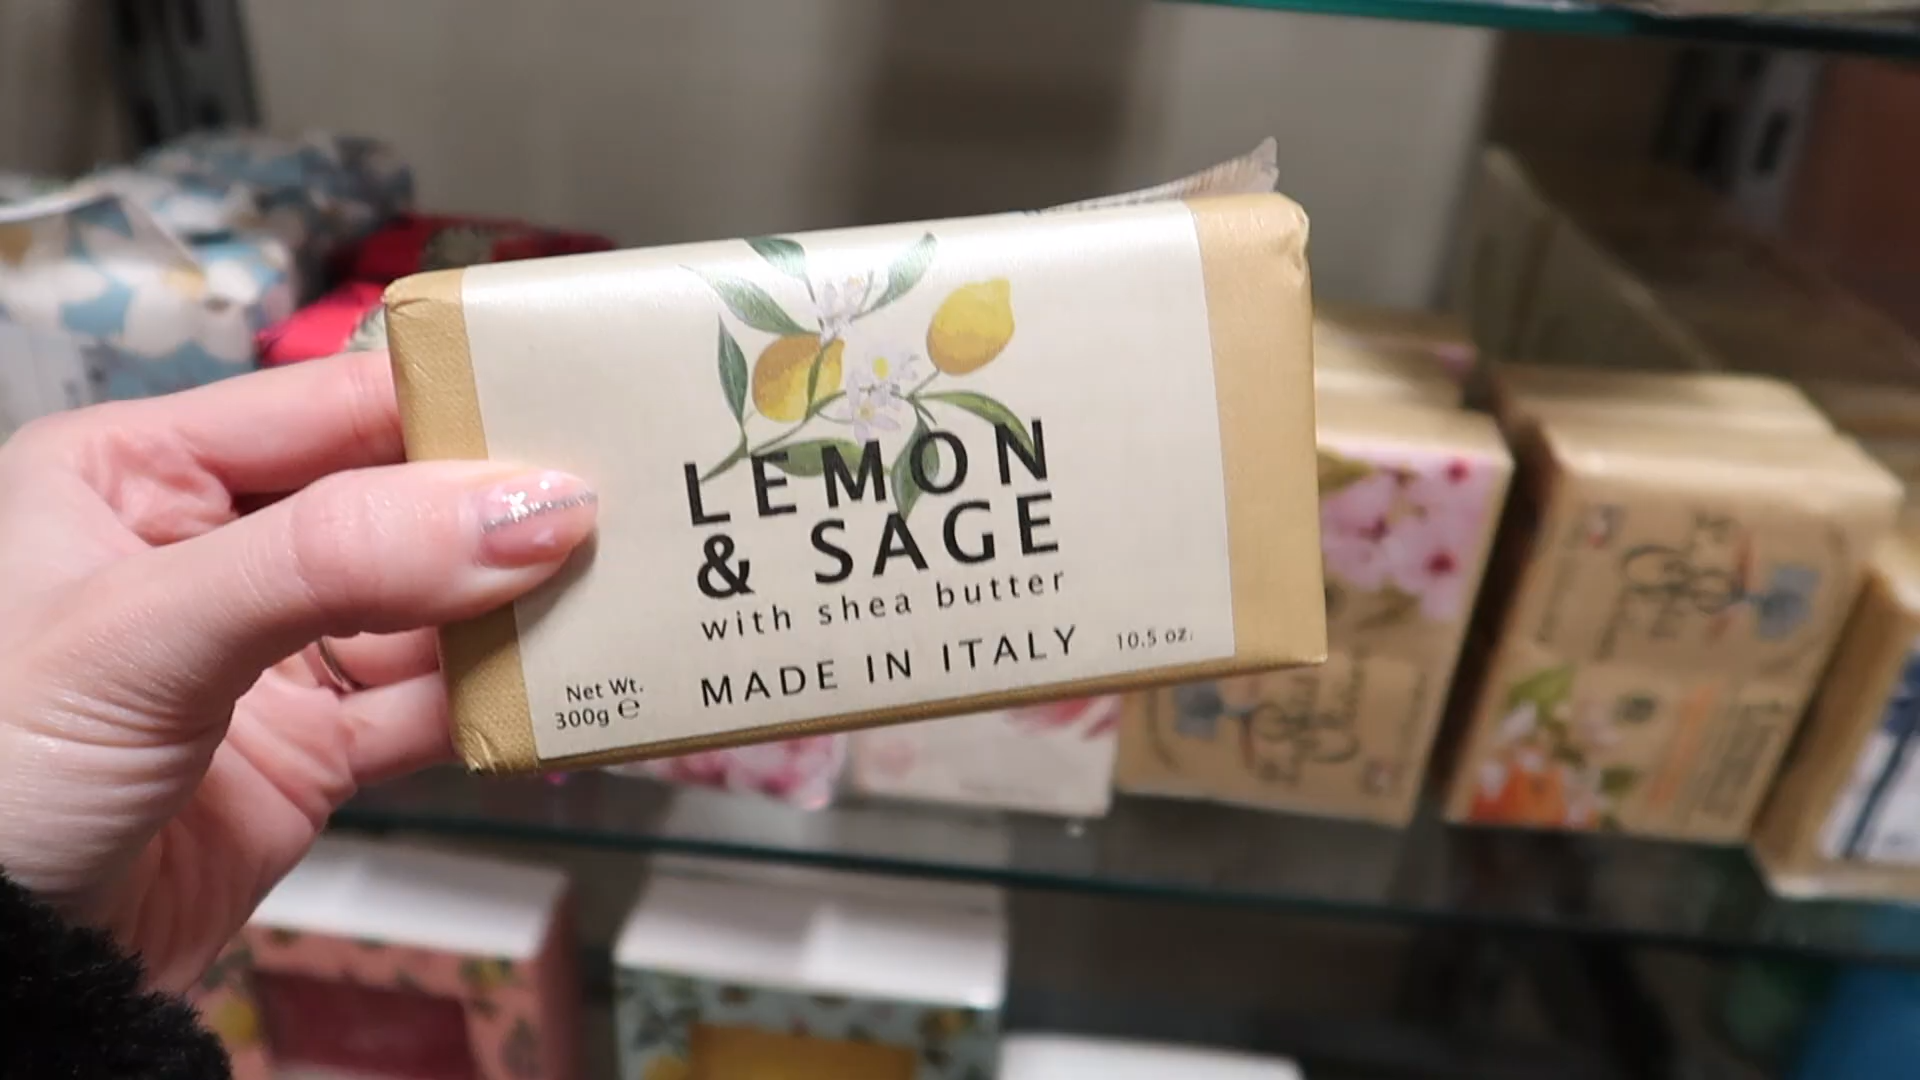 LEMON
& SAGE
with shea butter
MADE IN ITALY
10.5 oz.
Net Wt.
300g ℮